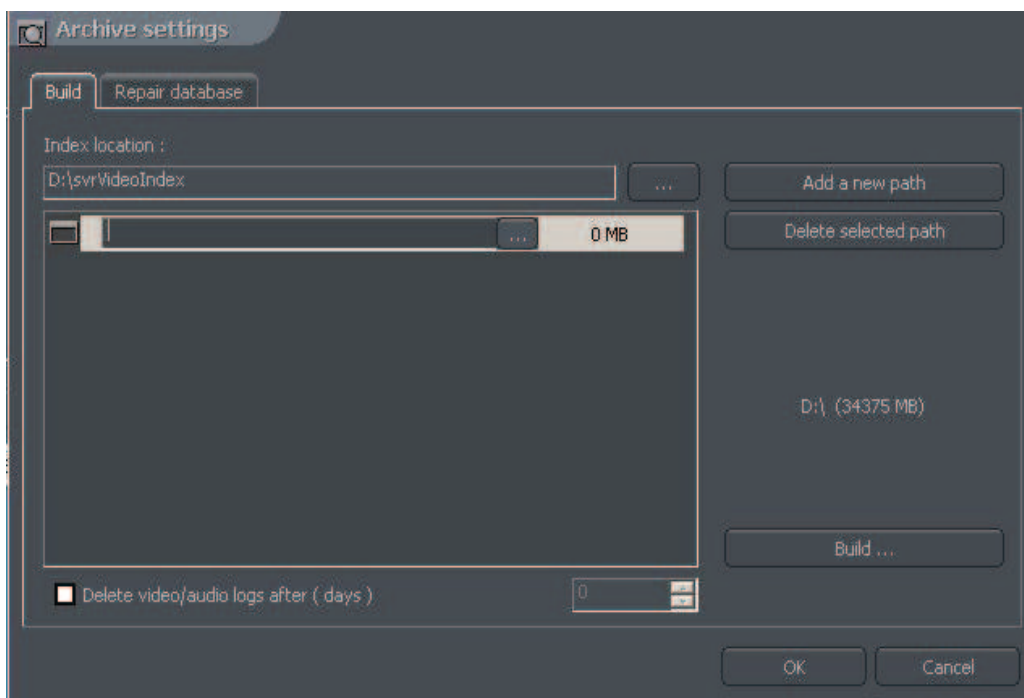 Archive settings
Build
Repair database
Index location :
D:\svrVideoIndex
...
Add a new path
...
0 MB
Delete selected path
D:\ (34375 MB)
Build ...
Delete video/audio logs after ( days )
0
OK
Cancel